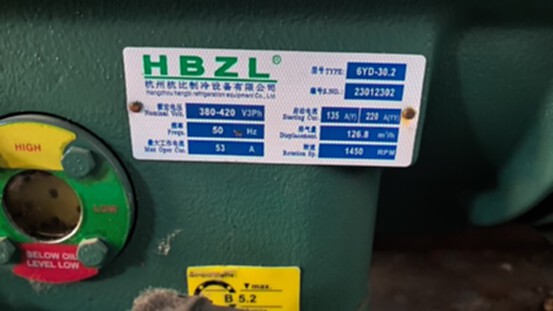 HBZL
杭州杭比制冷设备有限公司
Hangzhou hangbi refrigeration equipment Co., Ltd
型号 TYPE: 6YD-30.2
编号 S.NO.: 23012302
额定电压 Nominal Volt. 380-420 V3Ph
频率 Frequ. 50 Hz
最大工作电流 Max Oper Con. 53 A
起动电流 Starting Cur. 135 A(Y) 220 A(YY)
排气量 Displacement 126.8 m³/h
转速 Rotation Sp. 1450 RPM
HIGH
LOW
BELOW OIL
LEVEL LOW
max.
B 5.2